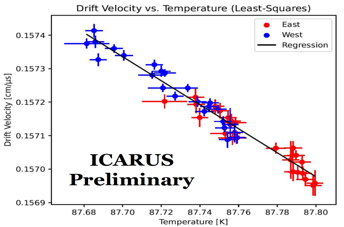 Drift Velocity vs. Temperature (Least-Squares)
East
West
Regression
0.1574
0.1573
0.1572
0.1571
0.1570
0.1569
Drift Velocity [cm/μs]
ICARUS
Preliminary
87.68 87.70 87.72 87.74 87.76 87.78 87.80
Temperature [K]